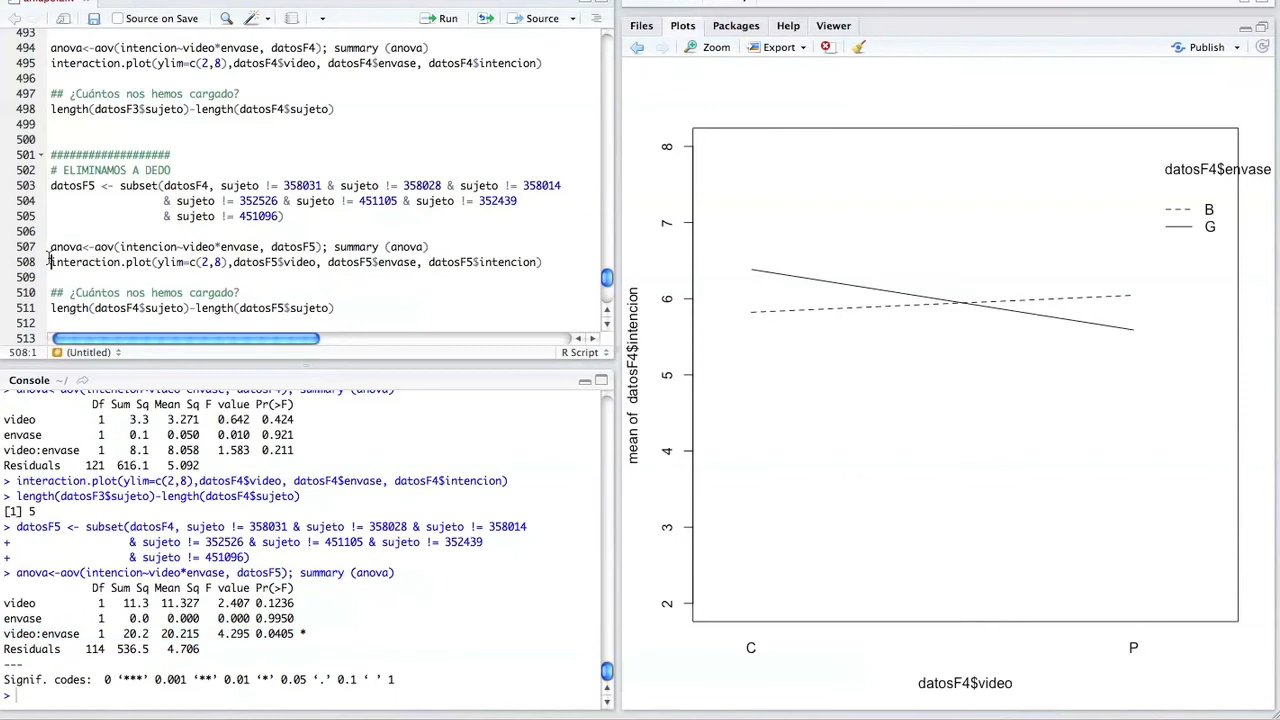 Source on Save
Run
Source
493
494 anova<-aov(intencion~video*envase, datosF4); summary (anova)
495 interaction.plot(ylim=c(2,8),datosF4$video, datosF4$envase, datosF4$intencion)
496
497 ## ¿Cuántos nos hemos cargado?
498 length(datosF3$sujeto)-length(datosF4$sujeto)
499
500
501 ###################
502 # ELIMINAMOS A DEDO
503 datosF5 <- subset(datosF4, sujeto != 358031 & sujeto != 358028 & sujeto != 358014
504 & sujeto != 352526 & sujeto != 451105 & sujeto != 352439
505 & sujeto != 451096)
506
507 anova<-aov(intencion~video*envase, datosF5); summary (anova)
508 interaction.plot(ylim=c(2,8),datosF5$video, datosF5$envase, datosF5$intencion)
509
510 ## ¿Cuántos nos hemos cargado?
511 length(datosF4$sujeto)-length(datosF5$sujeto)
512
513
508:1 (Untitled) R Script
Console ~/
> anova<-aov(intencion~video*envase, datosF4); summary (anova)
Df Sum Sq Mean Sq F value Pr(>F)
video 1 3.3 3.271 0.642 0.424
envase 1 0.1 0.050 0.010 0.921
video:envase 1 8.1 8.058 1.583 0.211
Residuals 121 616.1 5.092
> interaction.plot(ylim=c(2,8),datosF4$video, datosF4$envase, datosF4$intencion)
> length(datosF3$sujeto)-length(datosF4$sujeto)
[1] 5
> datosF5 <- subset(datosF4, sujeto != 358031 & sujeto != 358028 & sujeto != 358014
+ & sujeto != 352526 & sujeto != 451105 & sujeto != 352439
+ & sujeto != 451096)
> anova<-aov(intencion~video*envase, datosF5); summary (anova)
Df Sum Sq Mean Sq F value Pr(>F)
video 1 11.3 11.327 2.407 0.1236
envase 1 0.0 0.000 0.000 0.9950
video:envase 1 20.2 20.215 4.295 0.0405 *
Residuals 114 536.5 4.706
---
Signif. codes: 0 ‘***’ 0.001 ‘**’ 0.01 ‘*’ 0.05 ‘.’ 0.1 ‘ ’ 1
>
Files Plots Packages Help Viewer
Zoom Export Publish
datosF4$envase
B
G
8
7
6
5
4
3
2
mean of datosF4$intencion
C P
datosF4$video